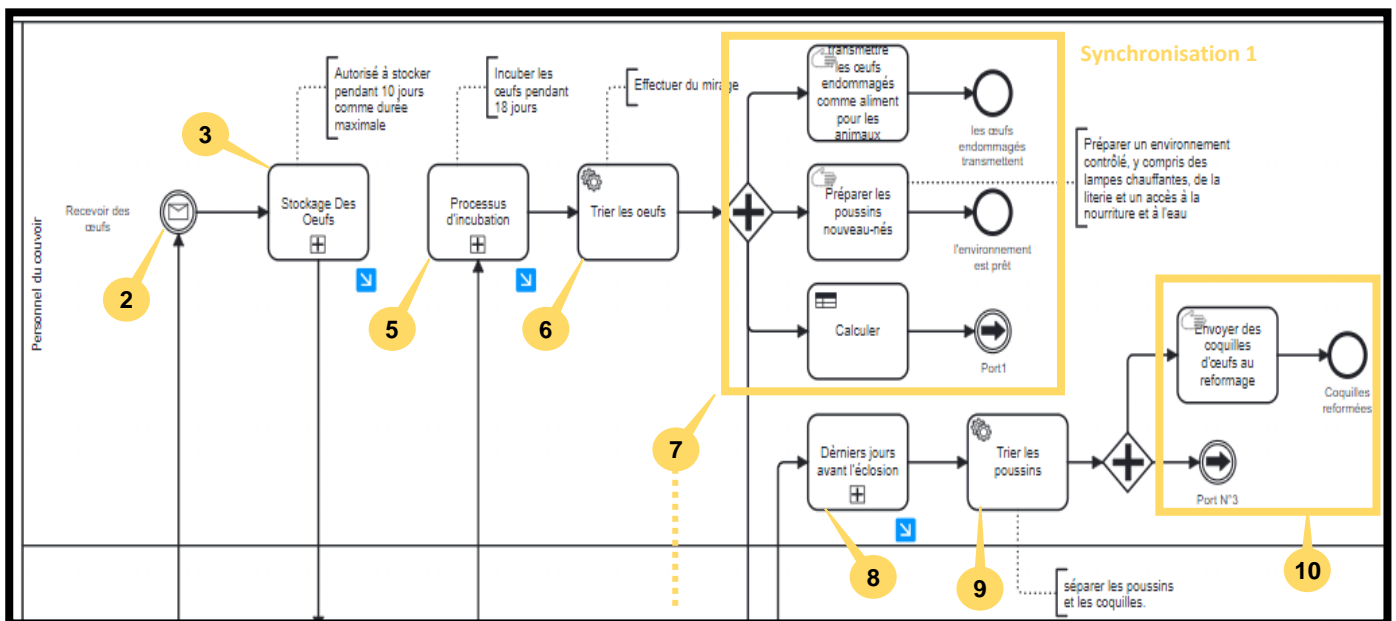 Synchronisation 1
Personnel du couvoir
Recevoir des
œufs
2
3
Autorisé à stocker
pendant 10 jours
comme durée
maximale
Stockage Des
Oeufs
Incuber les
œufs pendant
18 jours
Processus
d'incubation
5
Effectuer du mirage
Trier les oeufs
6
transmettre
les œufs
endommagés
comme aliment
pour les
animaux
les œufs
endommagés
transmettent
Préparer les
poussins
nouveau-nés
l'environnement
est prêt
Préparer un environnement
contrôlé, y compris des
lampes chauffantes, de la
literie et un accès à la
nourriture et à l'eau
Calculer
Port1
7
Dèrniers jours
avant l'éclosion
8
Trier les
poussins
9
séparer les poussins
et les coquilles.
Envoyer des
coquilles
d'œufs au
reformage
Coquilles
reformées
Port N°3
10